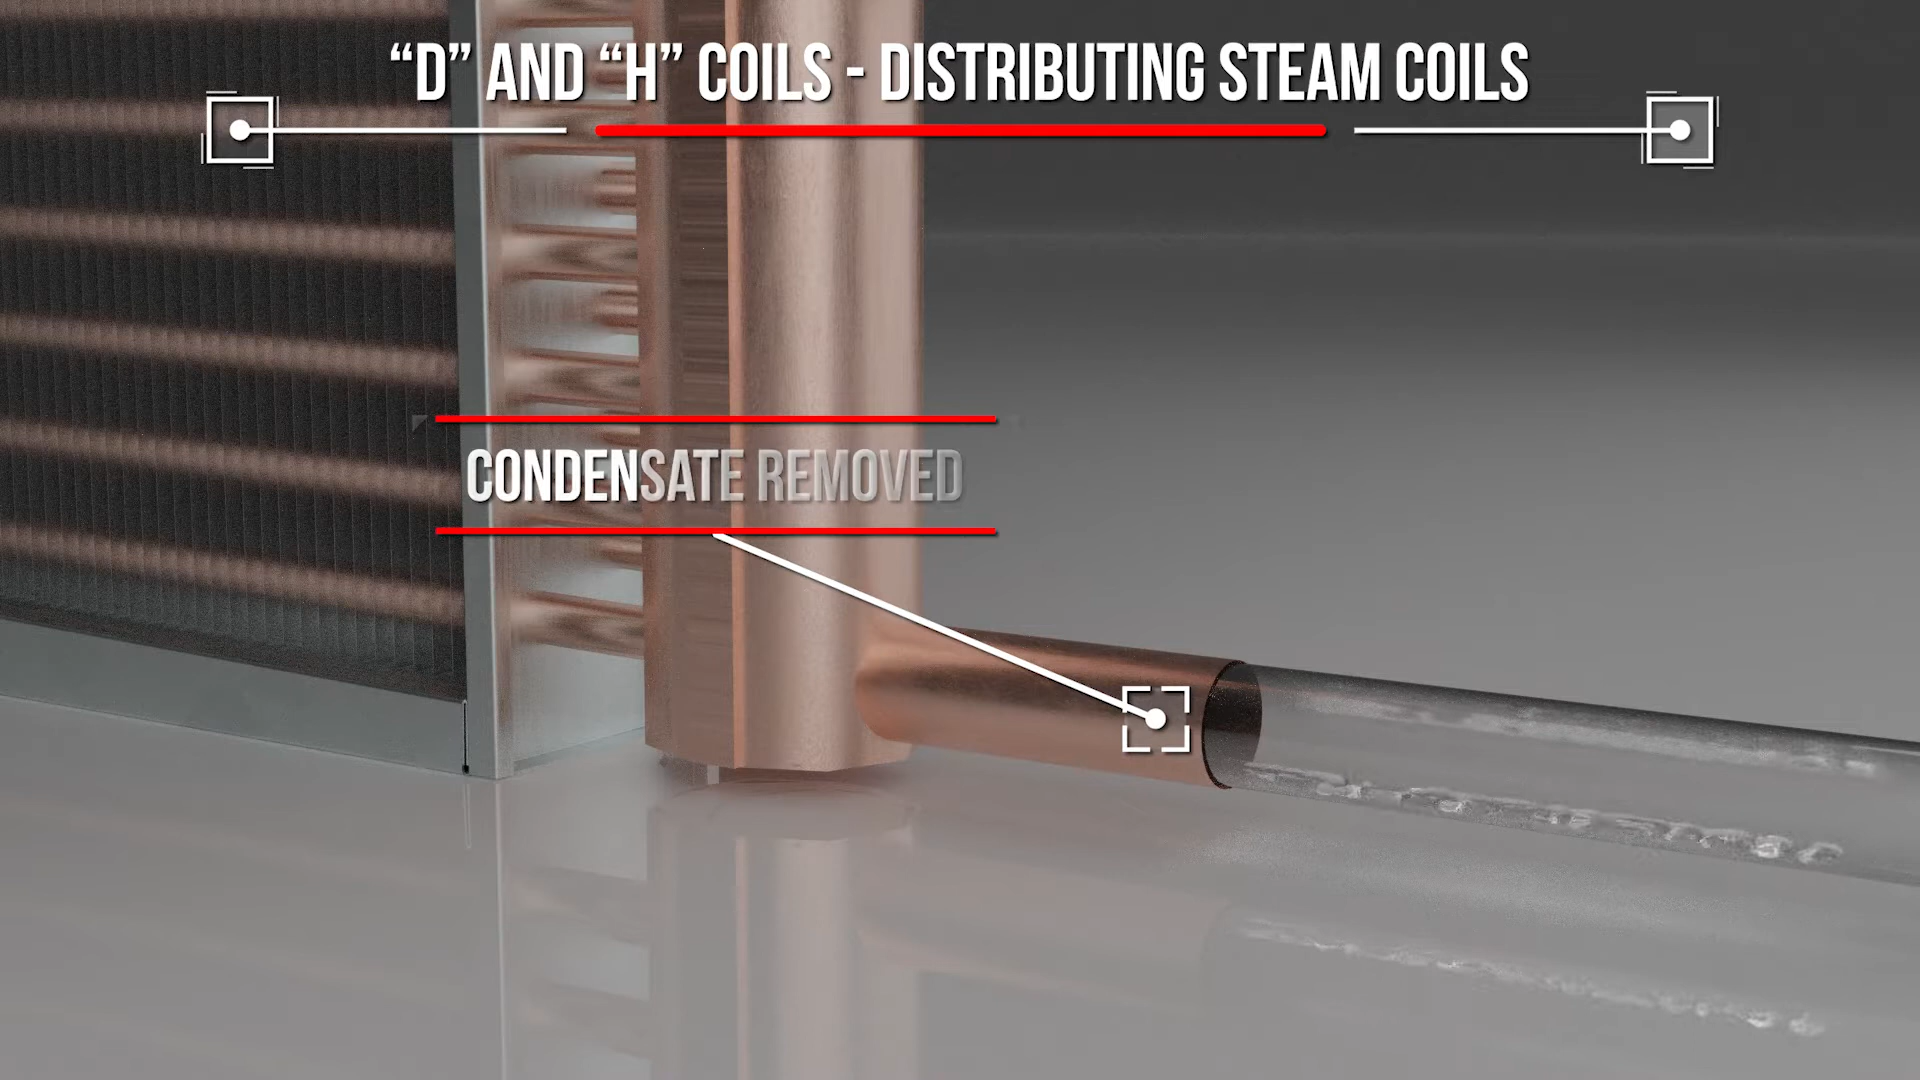 “D” AND “H” COILS - DISTRIBUTING STEAM COILS
CONDENSATE REMOVED